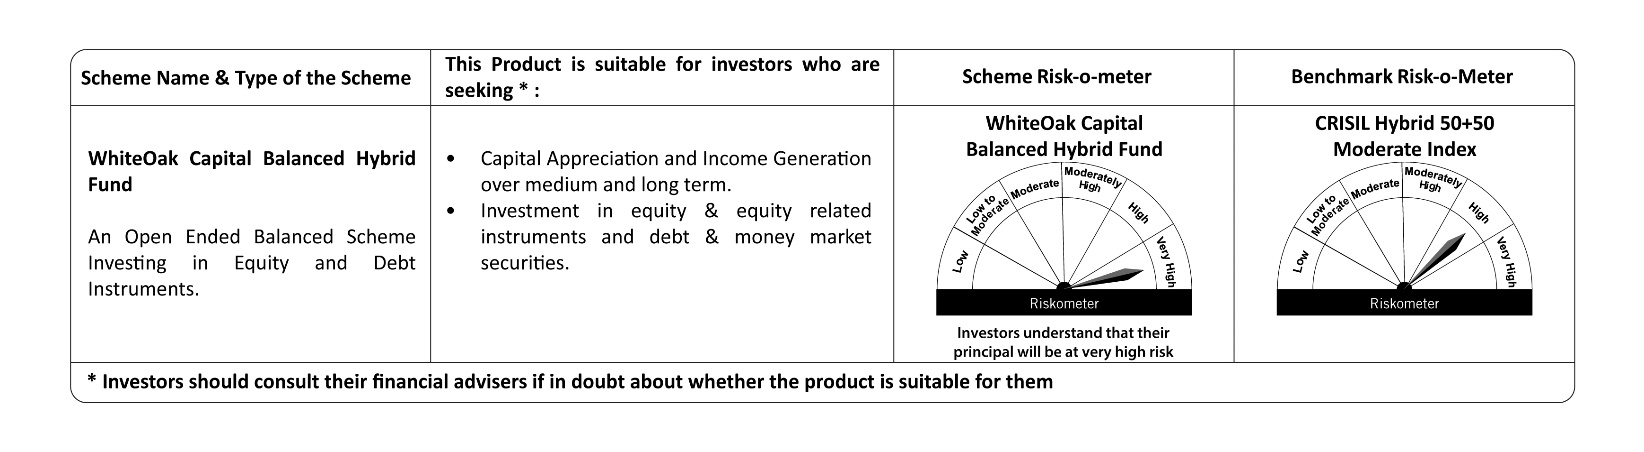 Scheme Name & Type of the Scheme
This Product is suitable for investors who are
seeking * :
Scheme Risk-o-meter
Benchmark Risk-o-Meter
WhiteOak Capital Balanced Hybrid
Fund
An Open Ended Balanced Scheme
Investing in Equity and Debt
Instruments.
• Capital Appreciation and Income Generation
over medium and long term.
• Investment in equity & equity related
instruments and debt & money market
securities.
WhiteOak Capital
Balanced Hybrid Fund
Low
Low to
Moderate
Moderate
Moderately
High
High
Very High
Riskometer
Investors understand that their
principal will be at very high risk
CRISIL Hybrid 50+50
Moderate Index
Low
Low to
Moderate
Moderate
Moderately
High
High
Very High
Riskometer
* Investors should consult their financial advisers if in doubt about whether the product is suitable for them